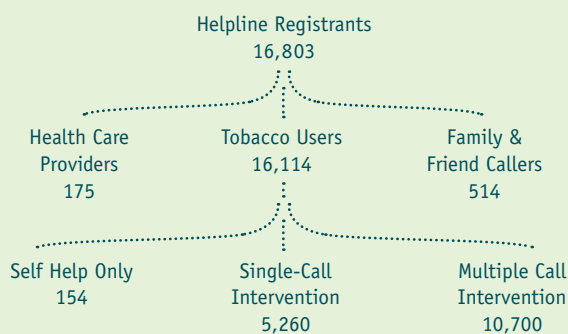 Helpline Registrants
16,803
Health Care
Providers
175
Tobacco Users
16,114
Family &
Friend Callers
514
Self Help Only
154
Single-Call
Intervention
5,260
Multiple Call
Intervention
10,700